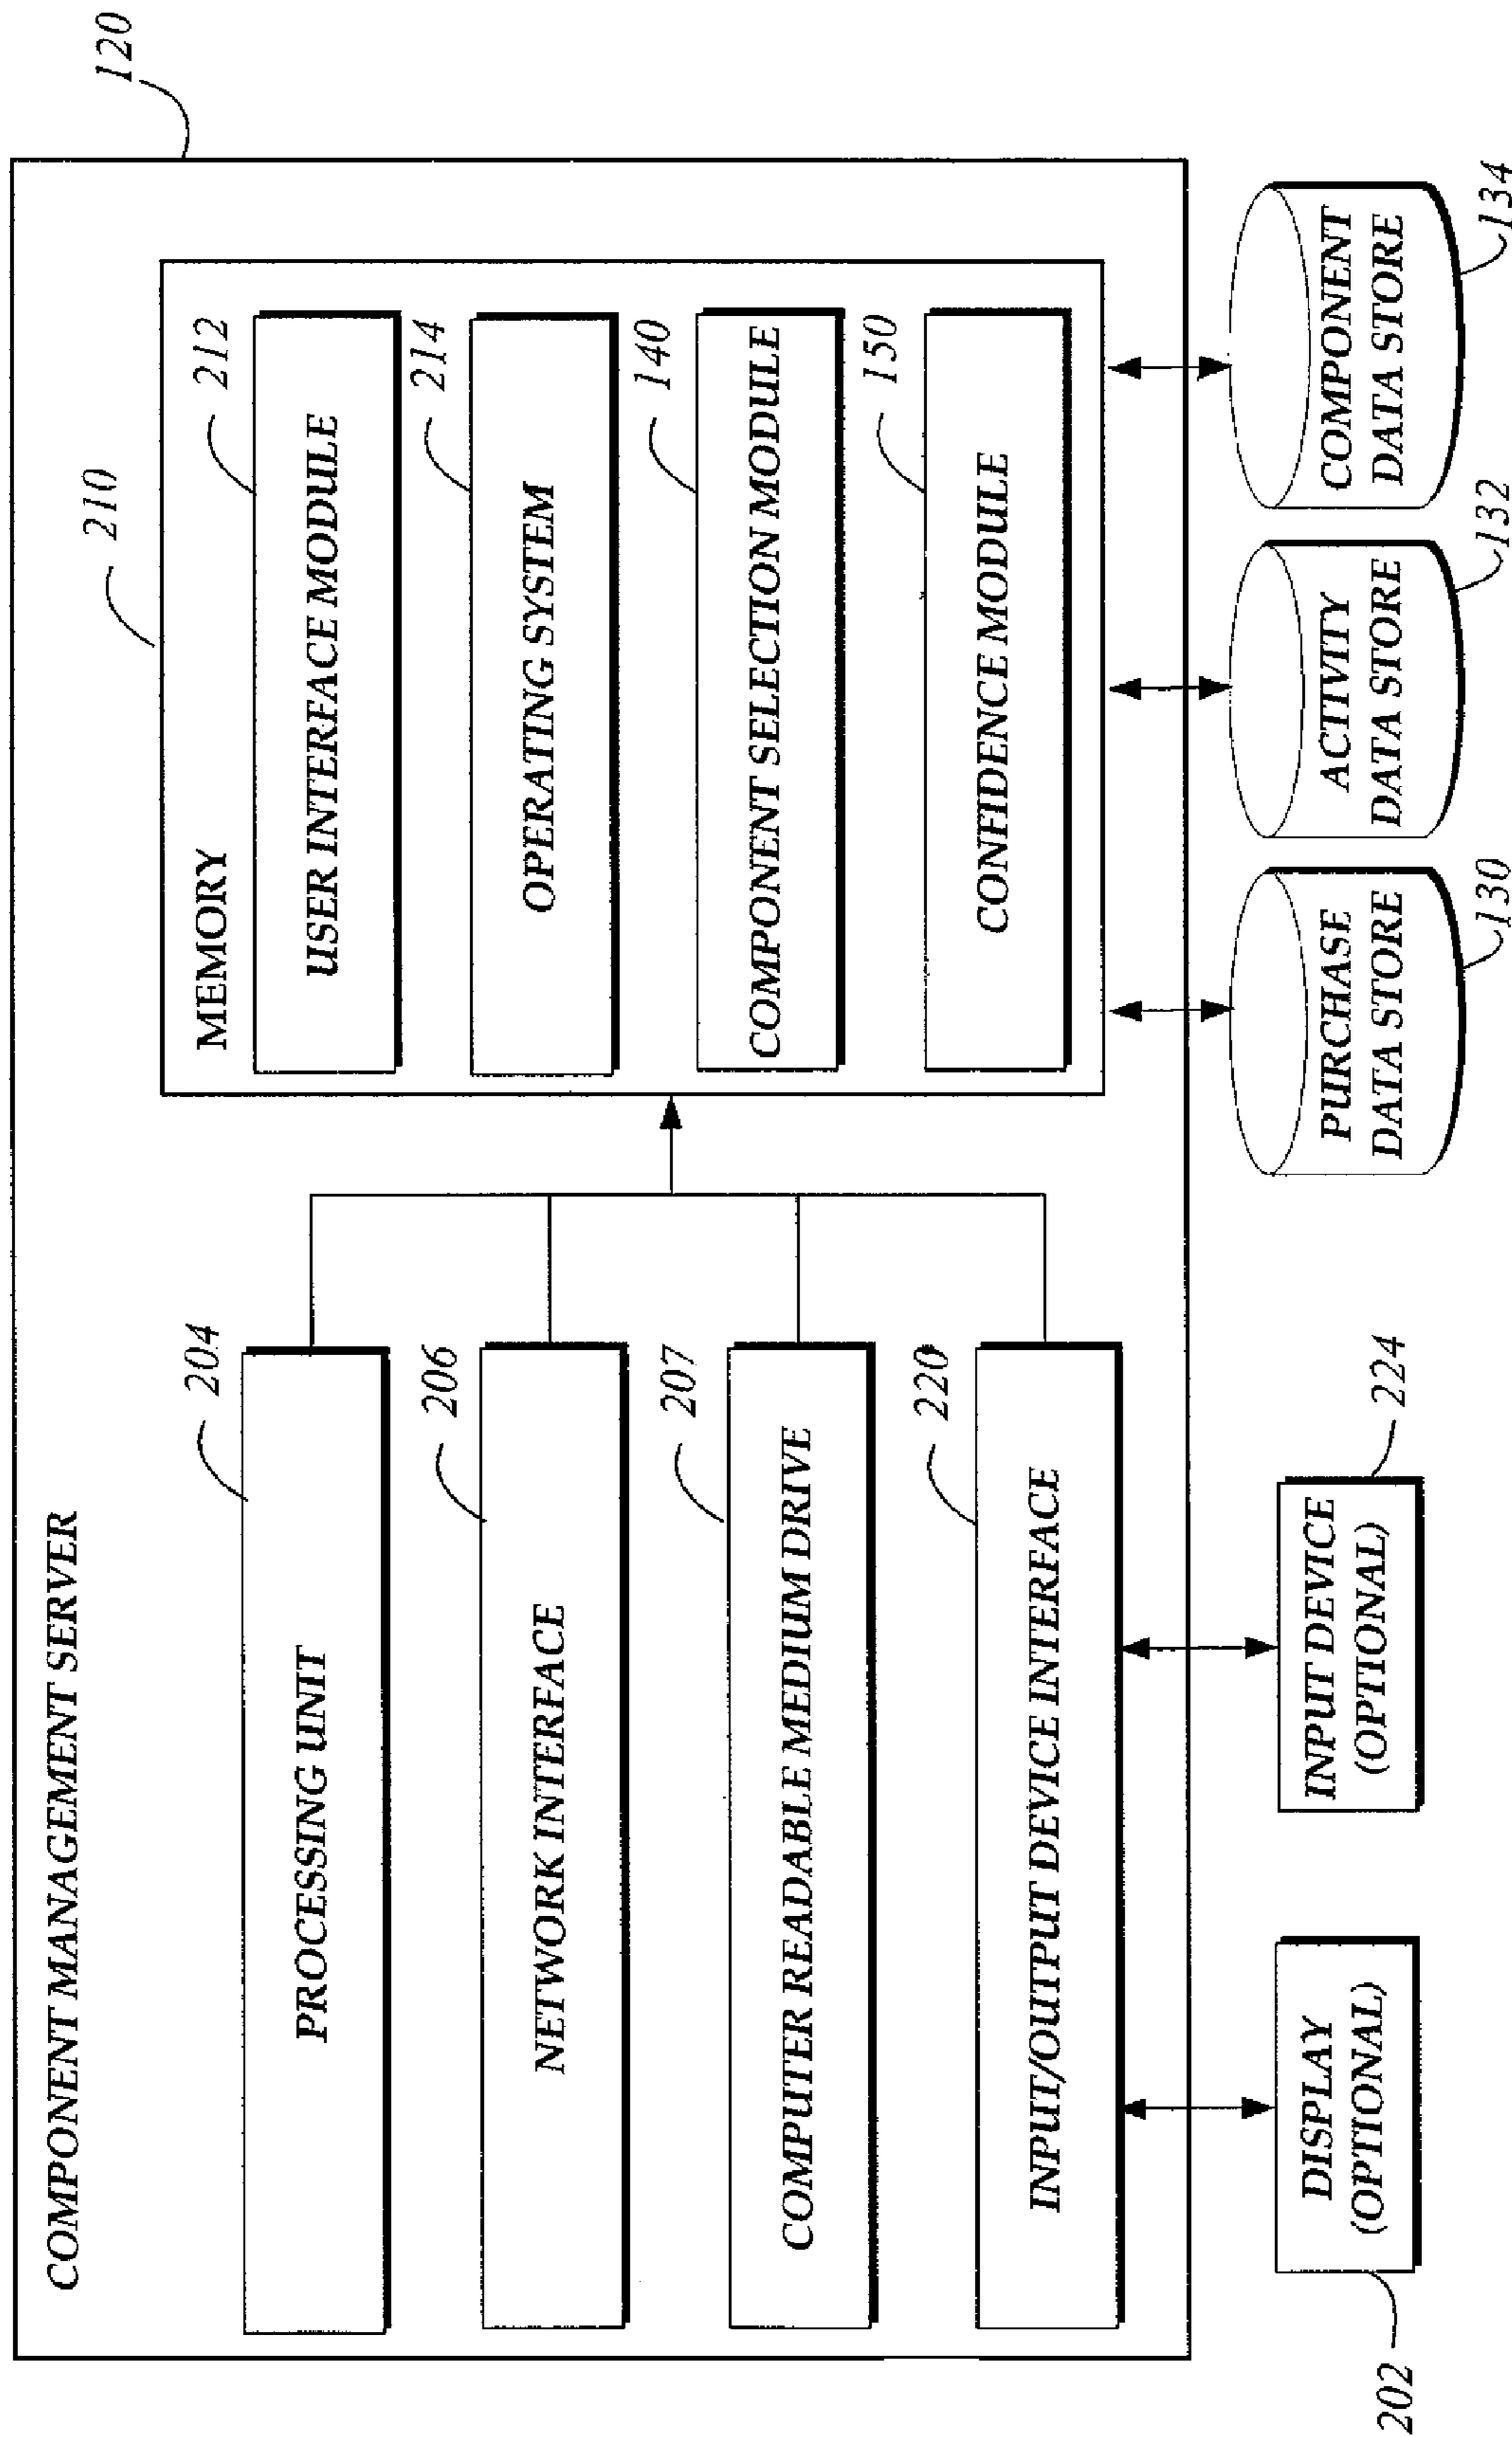 120
COMPONENT MANAGEMENT SERVER
210
204
PROCESSING UNIT
MEMORY
212
USER INTERFACE MODULE
206
NETWORK INTERFACE
214
OPERATING SYSTEM
207
COMPUTER READABLE MEDIUM DRIVE
140
COMPONENT SELECTION MODULE
220
INPUT/OUTPUT DEVICE INTERFACE
150
CONFIDENCE MODULE
DISPLAY
(OPTIONAL)
202
INPUT DEVICE
(OPTIONAL)
224
PURCHASE
DATA STORE
130
ACTIVITY
DATA STORE
132
COMPONENT
DATA STORE
134